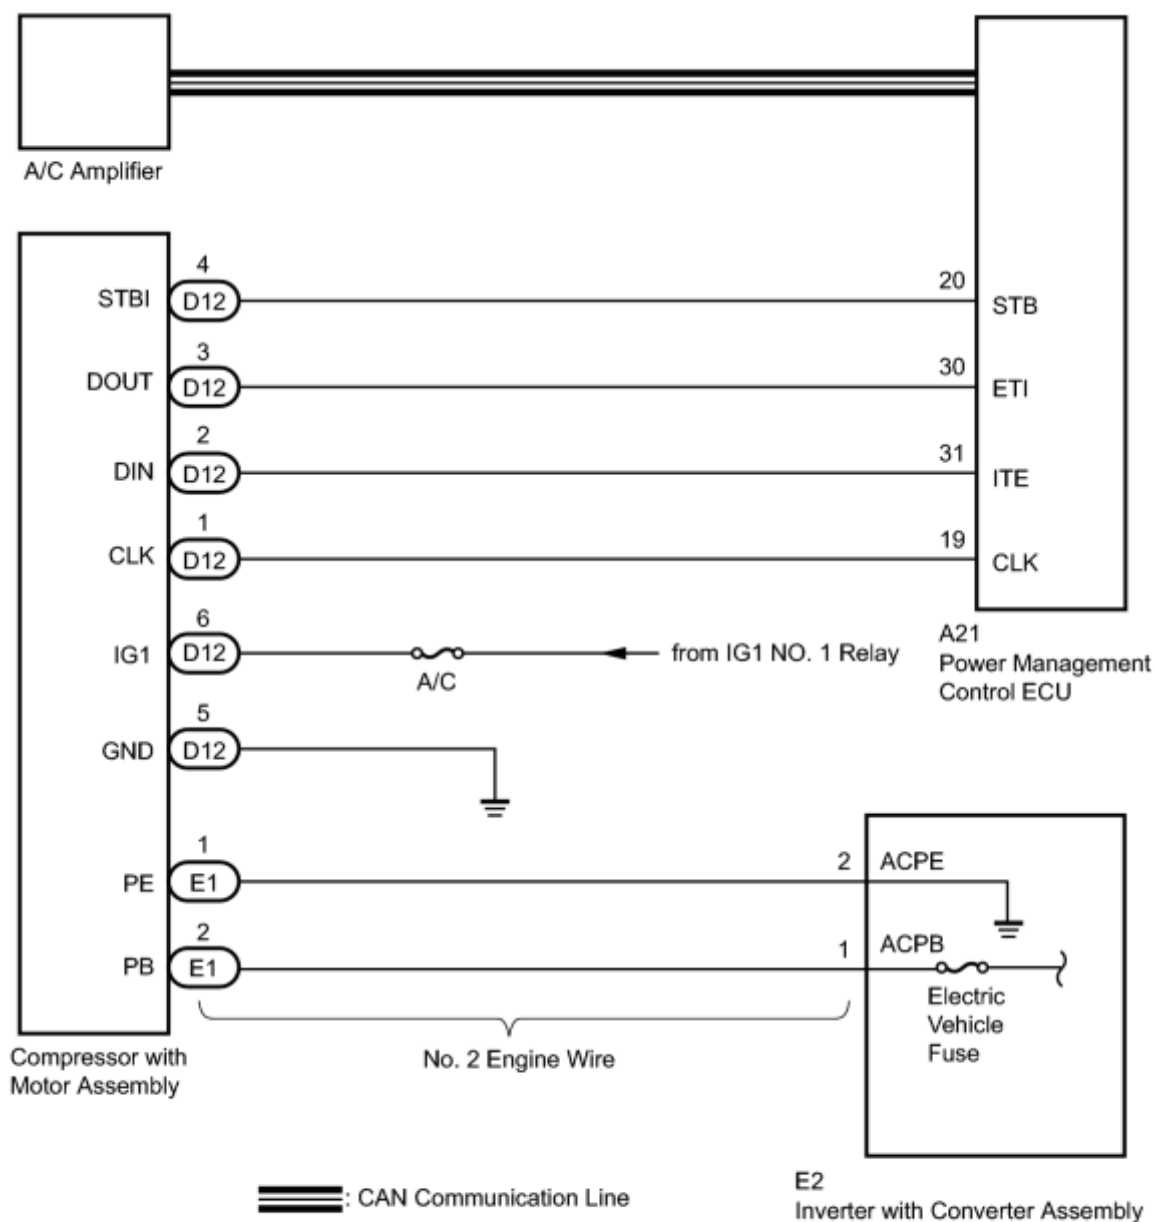 A/C Amplifier
4
STBI
D12
20
STB
3
DOUT
D12
30
ETI
2
DIN
D12
31
ITE
1
CLK
D12
19
CLK
6
IG1
D12
A/C
from IG1 NO. 1 Relay
A21
Power Management
Control ECU
5
GND
D12
1
PE
E1
2
ACPE
2
PB
E1
1
ACPB
Electric
Vehicle
Fuse
Compressor with
Motor Assembly
No. 2 Engine Wire
: CAN Communication Line
E2
Inverter with Converter Assembly